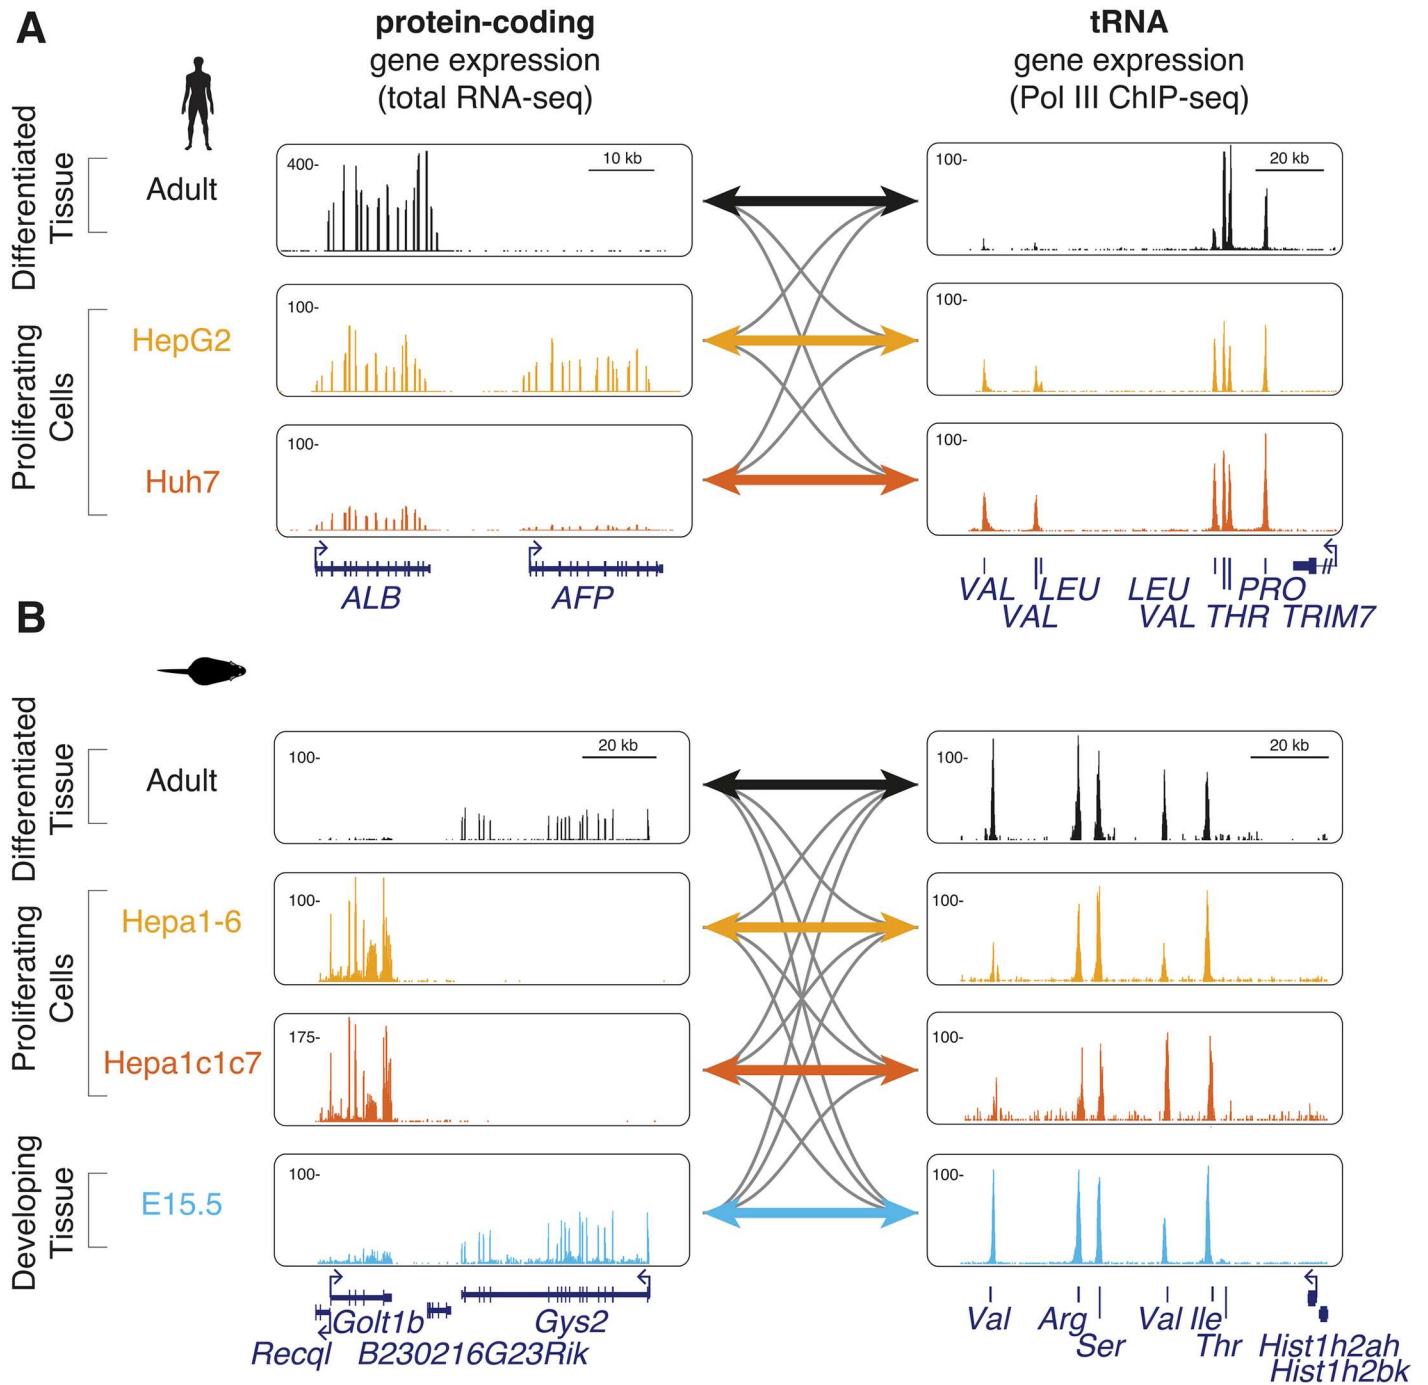 A
protein-coding
gene expression
(total RNA-seq)
tRNA
gene expression
(Pol III ChIP-seq)
Differentiated
Tissue
Adult
400-
10 kb
100-
20 kb
Proliferating
Cells
HepG2
100-
100-
Huh7
100-
100-
ALB
AFP
VAL
LEU
LEU
PRO
VAL
VAL
THR
TRIM7
B
Differentiated
Tissue
Adult
100-
20 kb
100-
20 kb
Proliferating
Cells
Hepa1-6
100-
100-
Hepa1c1c7
175-
100-
Developing
Tissue
E15.5
100-
100-
Golt1b
Gys2
Recql
B230216G23Rik
Val
Arg
Val
Ile
Ser
Thr
Hist1h2ah
Hist1h2bk